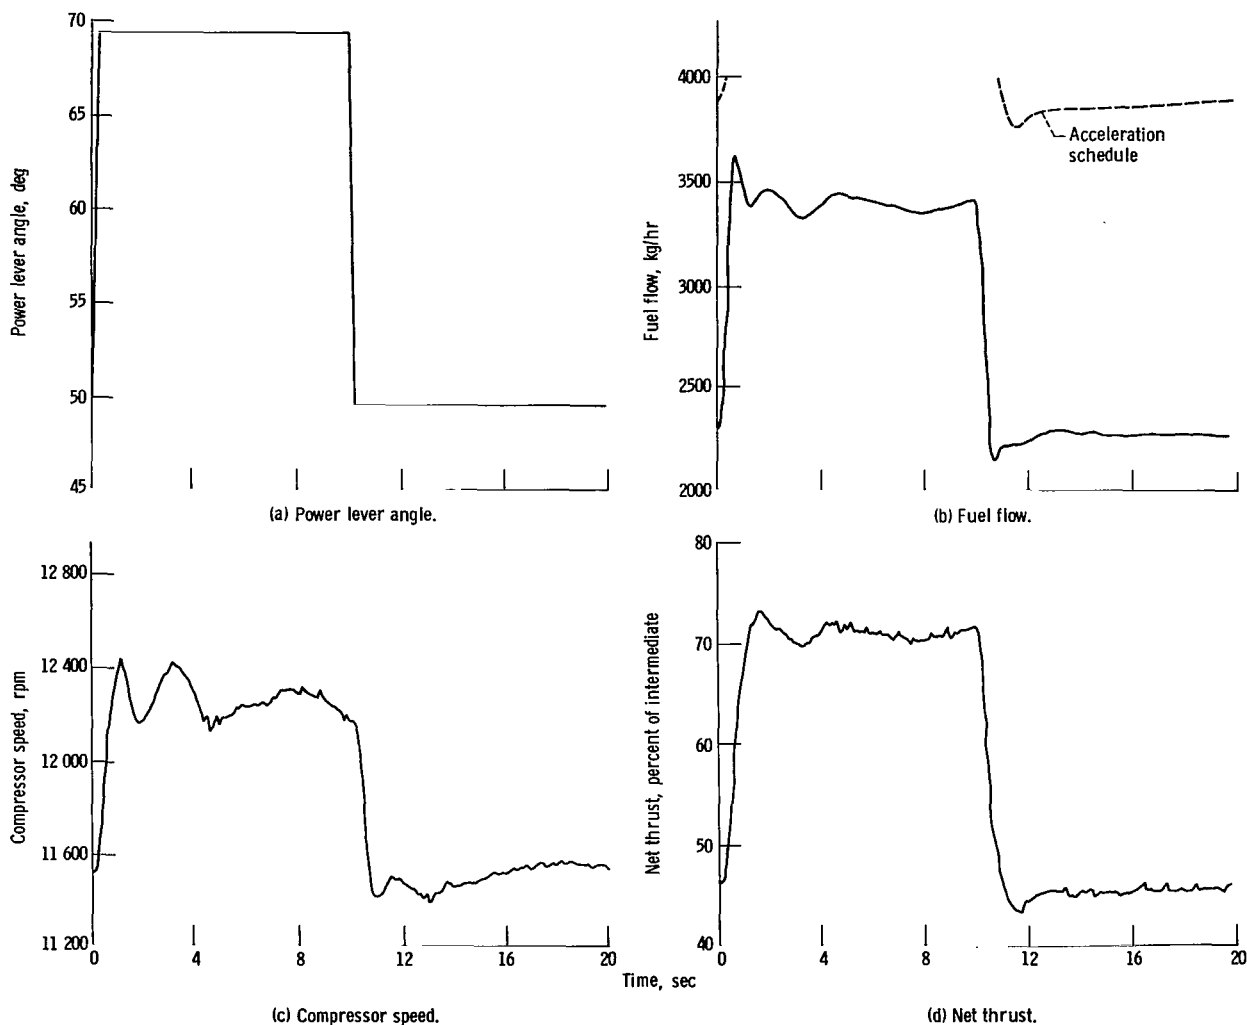 70
65
60
55
50
45
Power lever angle, deg
(a) Power lever angle.
4000
3500
3000
2500
2000
Fuel flow, kg/hr
Acceleration
schedule
(b) Fuel flow.
12 800
12 400
12 000
11 600
11 200
Compressor speed, rpm
0 4 8 12 16 20
(c) Compressor speed.
80
70
60
50
40
Net thrust, percent of intermediate
0 4 8 12 16 20
Time, sec
(d) Net thrust.